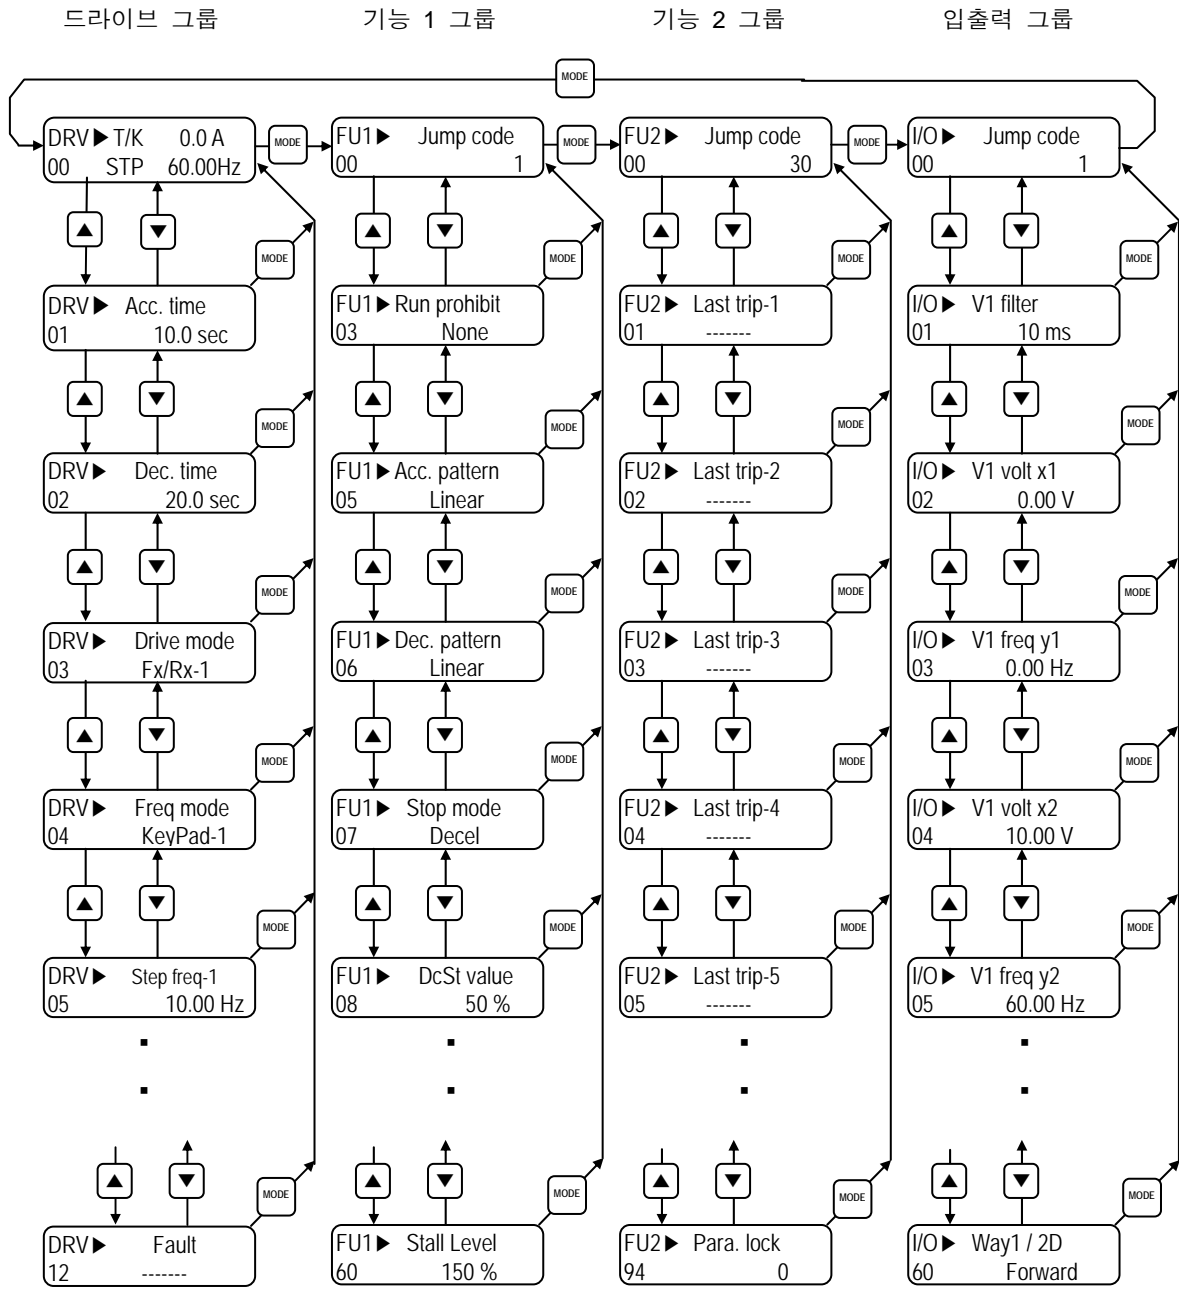 드라이브 그룹
기능 1 그룹
기능 2 그룹
입출력 그룹
MODE
DRV▶ T/K 0.0 A
00 STP 60.00Hz
MODE
FU1▶ Jump code
00 1
MODE
FU2▶ Jump code
00 30
MODE
I/O▶ Jump code
00 1
▲ ▼ MODE
▲ ▼ MODE
▲ ▼ MODE
▲ ▼ MODE
DRV▶ Acc. time
01 10.0 sec
FU1▶ Run prohibit
03 None
FU2▶ Last trip-1
01 -------
I/O▶ V1 filter
01 10 ms
▲ ▼ MODE
▲ ▼ MODE
▲ ▼ MODE
▲ ▼ MODE
DRV▶ Dec. time
02 20.0 sec
FU1▶ Acc. pattern
05 Linear
FU2▶ Last trip-2
02 -------
I/O▶ V1 volt x1
02 0.00 V
▲ ▼ MODE
▲ ▼ MODE
▲ ▼ MODE
▲ ▼ MODE
DRV▶ Drive mode
03 Fx/Rx-1
FU1▶ Dec. pattern
06 Linear
FU2▶ Last trip-3
03 -------
I/O▶ V1 freq y1
03 0.00 Hz
▲ ▼ MODE
▲ ▼ MODE
▲ ▼ MODE
▲ ▼ MODE
DRV▶ Freq mode
04 KeyPad-1
FU1▶ Stop mode
07 Decel
FU2▶ Last trip-4
04 -------
I/O▶ V1 volt x2
04 10.00 V
▲ ▼ MODE
▲ ▼ MODE
▲ ▼ MODE
▲ ▼ MODE
DRV▶ Step freq-1
05 10.00 Hz
FU1▶ DcSt value
08 50 %
FU2▶ Last trip-5
05 -------
I/O▶ V1 freq y2
05 60.00 Hz
▲ ▼ MODE
▲ ▼ MODE
▲ ▼ MODE
▲ ▼ MODE
DRV▶ Fault
12 -------
FU1▶ Stall Level
60 150 %
FU2▶ Para. lock
94 0
I/O▶ Way1 / 2D
60 Forward